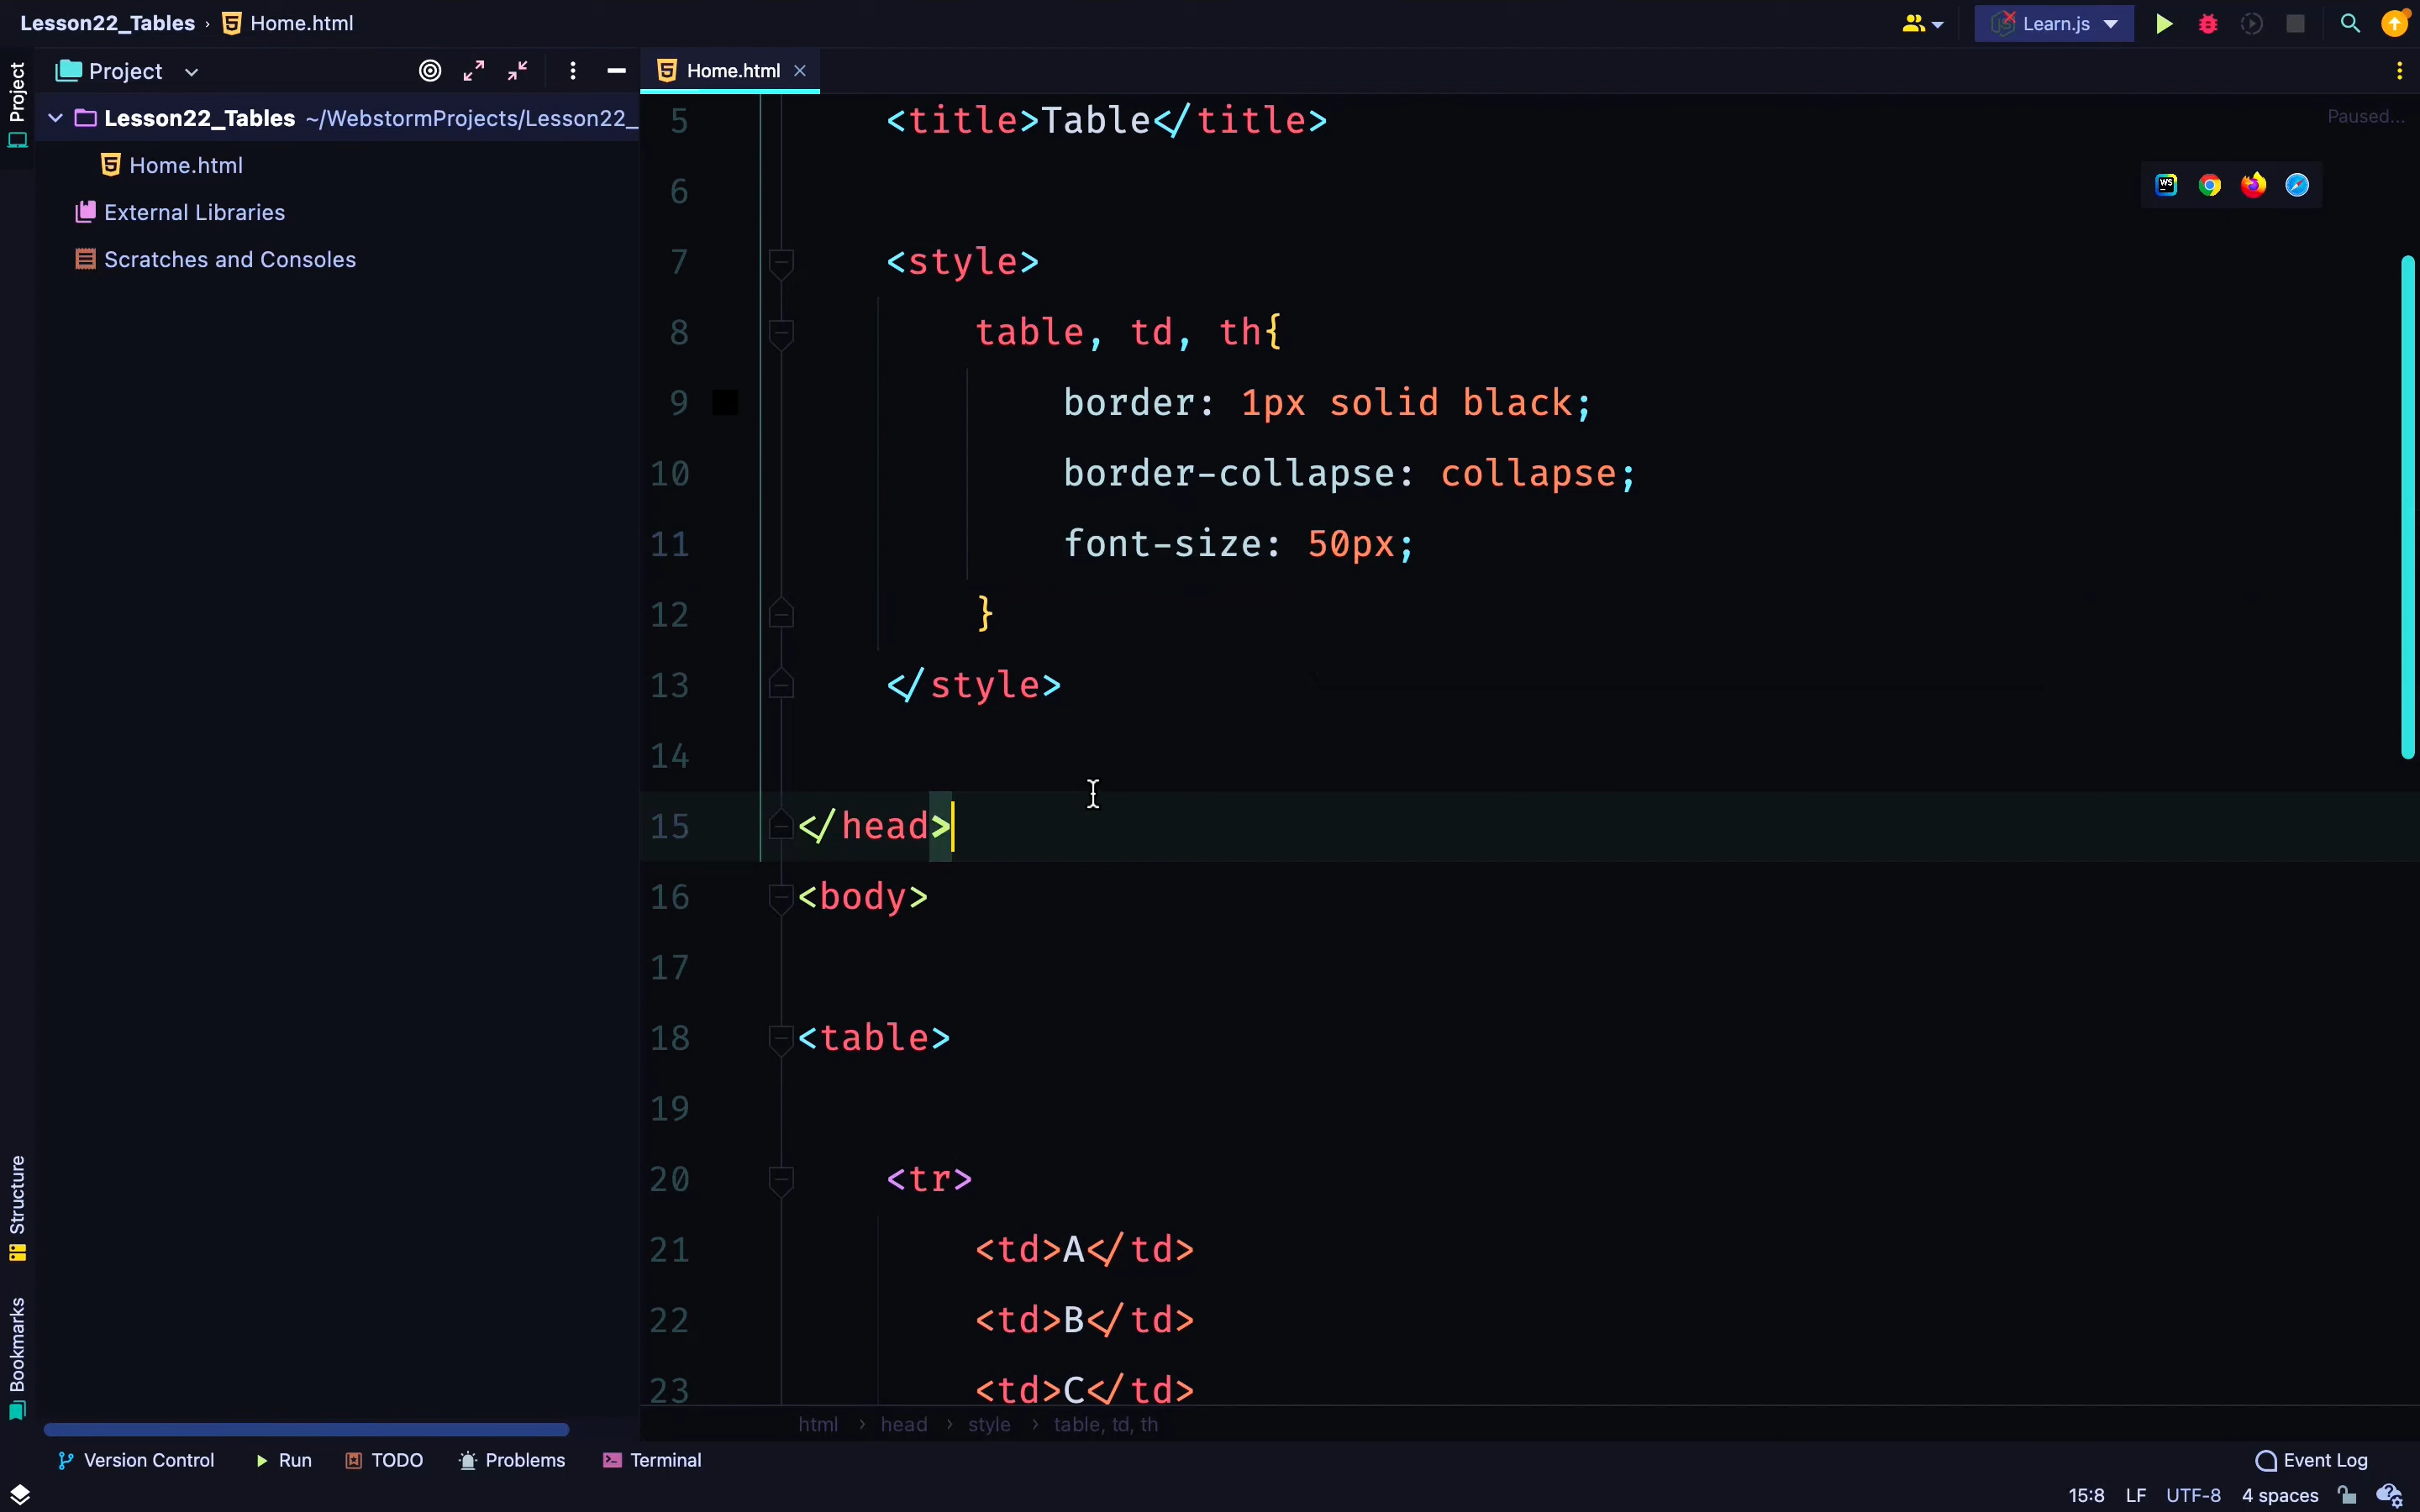 Lesson22_Tables › Home.html
Learn.js
Project
Project
Home.html
Lesson22_Tables ~/WebstormProjects/Lesson22_
Home.html
External Libraries
Scratches and Consoles
Paused...
5 <title>Table</title>
6
7 <style>
8 table, td, th{
9 border: 1px solid black;
10 border-collapse: collapse;
11 font-size: 50px;
12 }
13 </style>
14
15 </head>
16 <body>
17
18 <table>
19
20 <tr>
21 <td>A</td>
22 <td>B</td>
23 <td>C</td>
Structure
Bookmarks
html › head › style › table, td, th
Version Control
Run
TODO
Problems
Terminal
Event Log
15:8 LF UTF-8 4 spaces